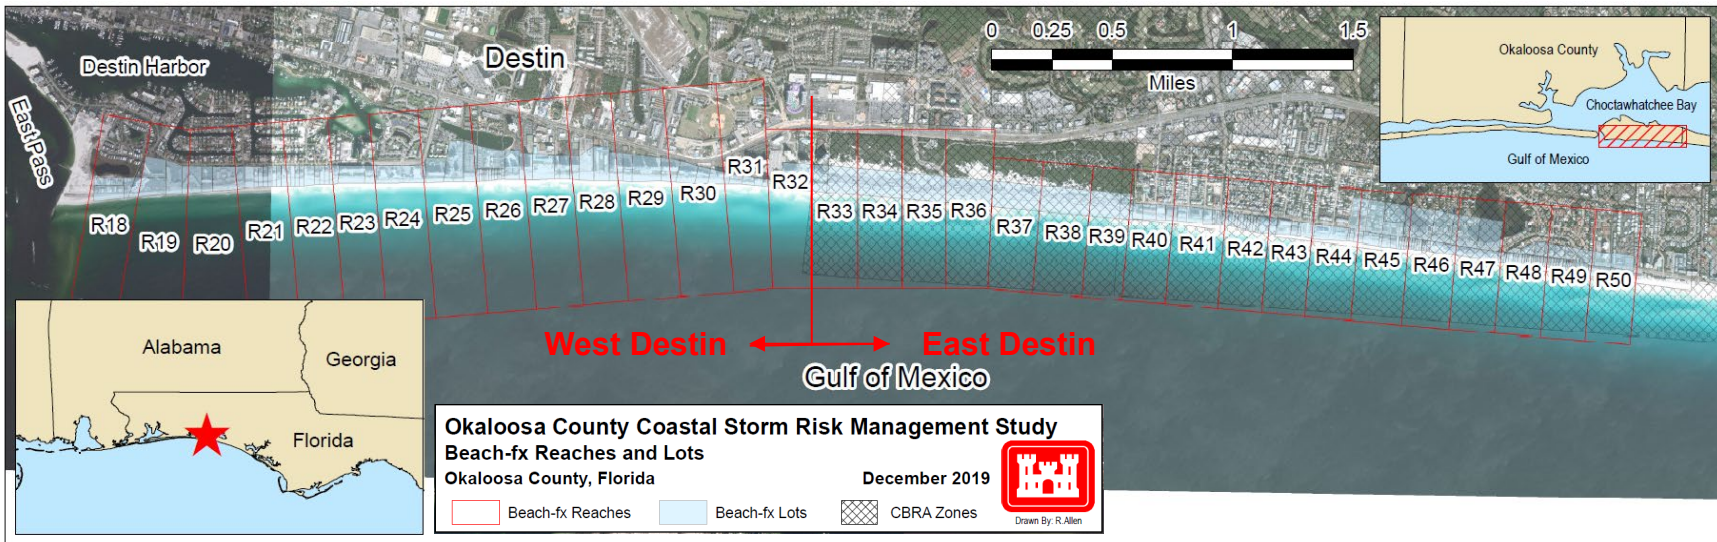 Destin Harbor
Destin
East Pass
0 0.25 0.5 1 1.5
Miles
Okaloosa County
Choctawhatchee Bay
Gulf of Mexico
R18
R19
R20
R21
R22
R23
R24
R25
R26
R27
R28
R29
R30
R31
R32
R33
R34
R35
R36
R37
R38
R39
R40
R41
R42
R43
R44
R45
R46
R47
R48
R49
R50
West Destin
East Destin
Gulf of Mexico
Alabama
Georgia
Florida
Okaloosa County Coastal Storm Risk Management Study
Beach-fx Reaches and Lots
Okaloosa County, Florida December 2019
Beach-fx Reaches Beach-fx Lots CBRA Zones
Drawn By: R.Allen